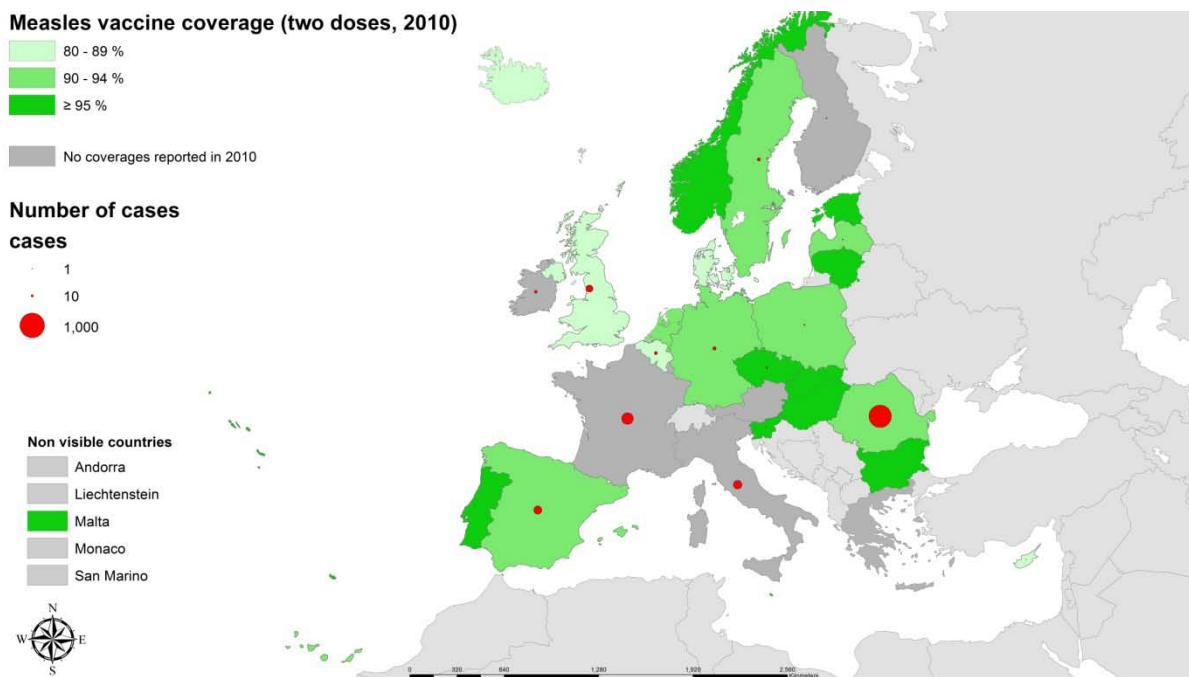 Measles vaccine coverage (two doses, 2010)
80 - 89 %
90 - 94 %
≥ 95 %
No coverages reported in 2010
Number of cases
cases
1
10
1,000
Non visible countries
Andorra
Liechtenstein
Malta
Monaco
San Marino
N
W E
S
0 320 640 1,280 1,920 2,560
Kilometers